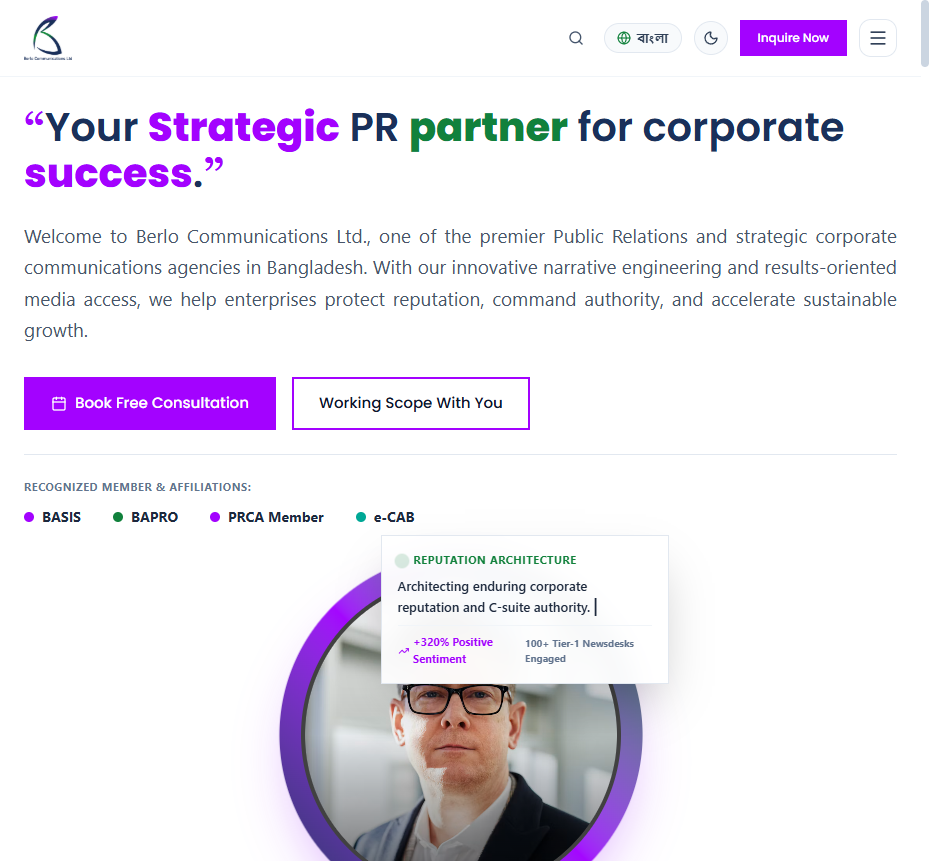 Berlo Communications Ltd
বাংলা
Inquire Now
“Your Strategic PR partner for corporate
success.”
Welcome to Berlo Communications Ltd., one of the premier Public Relations and strategic corporate
communications agencies in Bangladesh. With our innovative narrative engineering and results-oriented
media access, we help enterprises protect reputation, command authority, and accelerate sustainable
growth.
Book Free Consultation
Working Scope With You
RECOGNIZED MEMBER & AFFILIATIONS:
BASIS
BAPRO
PRCA Member
e-CAB
REPUTATION ARCHITECTURE
Architecting enduring corporate
reputation and C-suite authority.
+320% Positive
Sentiment
100+ Tier-1 Newsdesks
Engaged